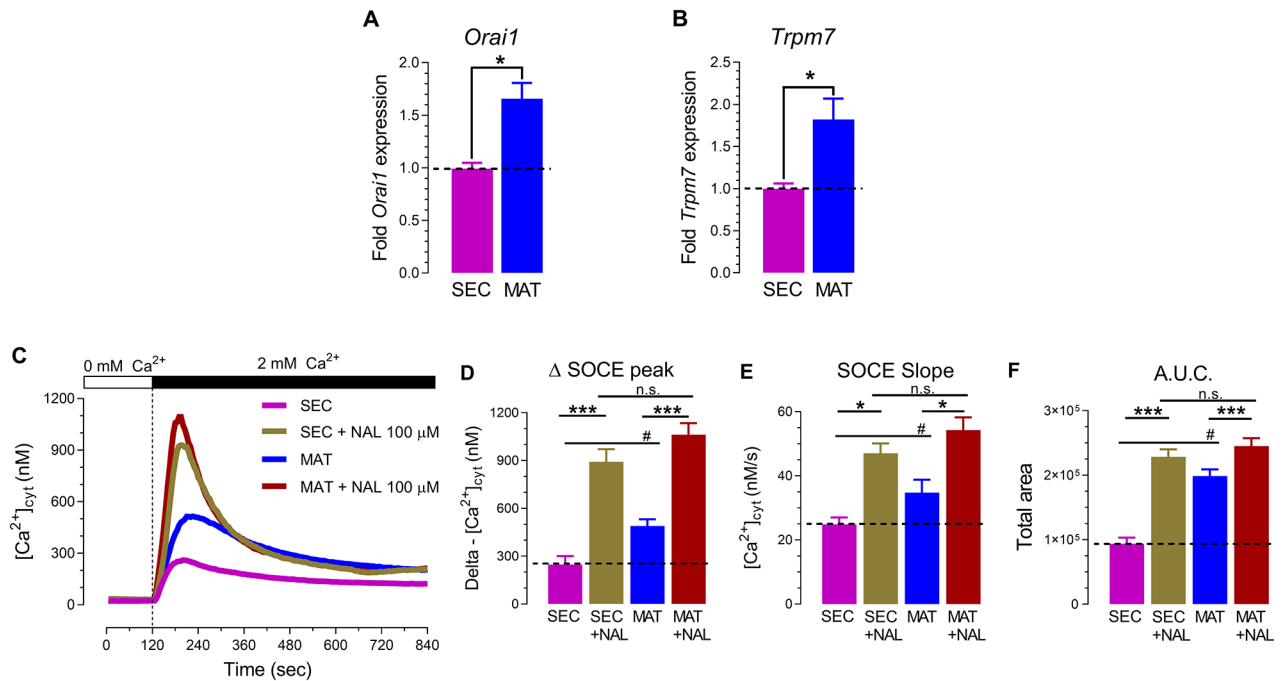 A
Orai1
Fold Orai1 expression
2.0
1.5
1.0
0.5
0.0
*
SEC
MAT
B
Trpm7
Fold Trpm7 expression
2.5
2.0
1.5
1.0
0.5
0.0
*
SEC
MAT
C
0 mM Ca²⁺
2 mM Ca²⁺
[Ca²⁺]cyt (nM)
1200
900
600
300
0
SEC
SEC + NAL 100 μM
MAT
MAT + NAL 100 μM
0
120
240
360
480
600
720
840
Time (sec)
D
Δ SOCE peak
Delta - [Ca²⁺]cyt (nM)
1200
900
600
300
0
n.s.
***
***
#
SEC
SEC
+NAL
MAT
MAT
+NAL
E
SOCE Slope
[Ca²⁺]cyt (nM/s)
60
40
20
0
n.s.
*
*
#
SEC
SEC
+NAL
MAT
MAT
+NAL
F
A.U.C.
Total area
3×10⁵
2×10⁵
1×10⁵
0
n.s.
***
***
#
SEC
SEC
+NAL
MAT
MAT
+NAL